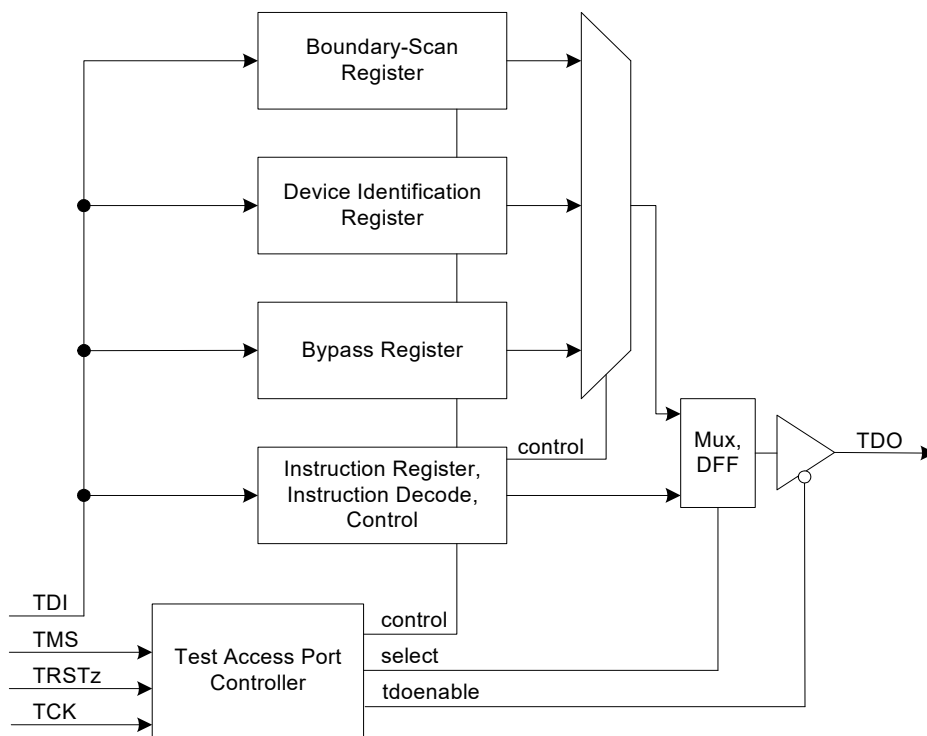 Boundary-Scan
Register
Device Identification
Register
Bypass Register
control
Mux,
DFF
TDO
Instruction Register,
Instruction Decode,
Control
TDI
TMS
TRSTz
TCK
Test Access Port
Controller
control
select
tdoenable